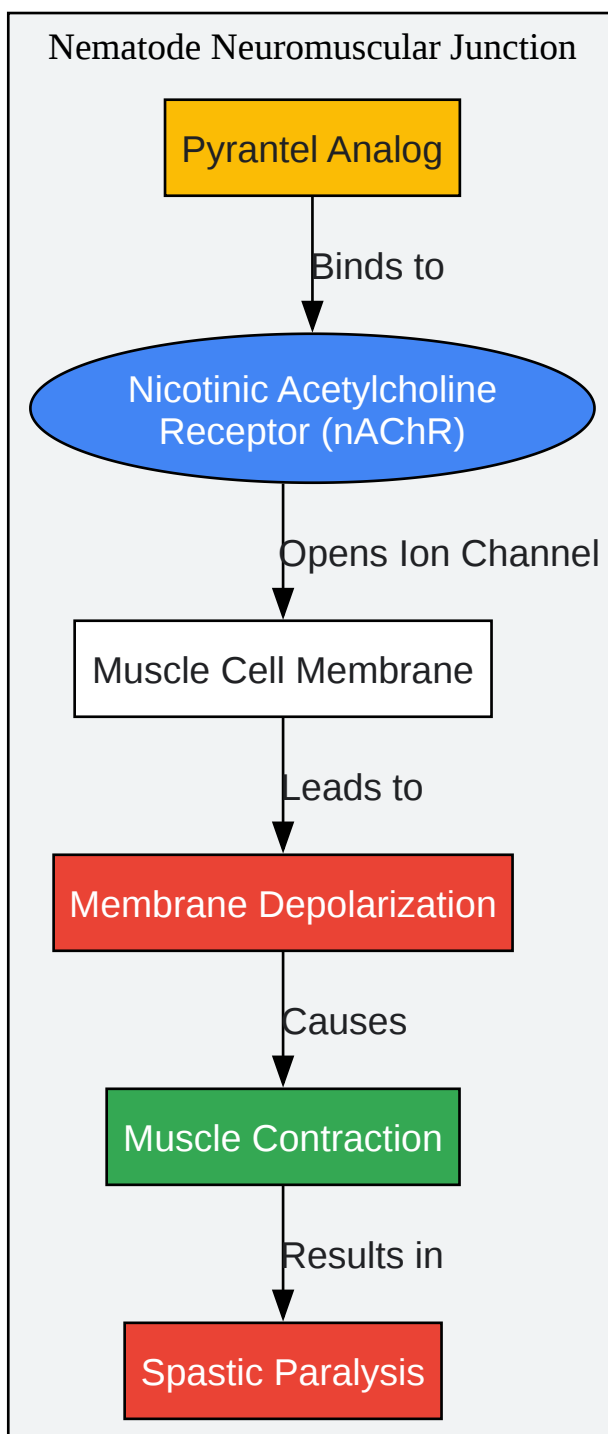 Nematode Neuromuscular Junction
Pyrantel Analog
Binds to
Nicotinic Acetylcholine
Receptor (nAChR)
Opens Ion Channel
Muscle Cell Membrane
Leads to
Membrane Depolarization
Causes
Muscle Contraction
Results in
Spastic Paralysis